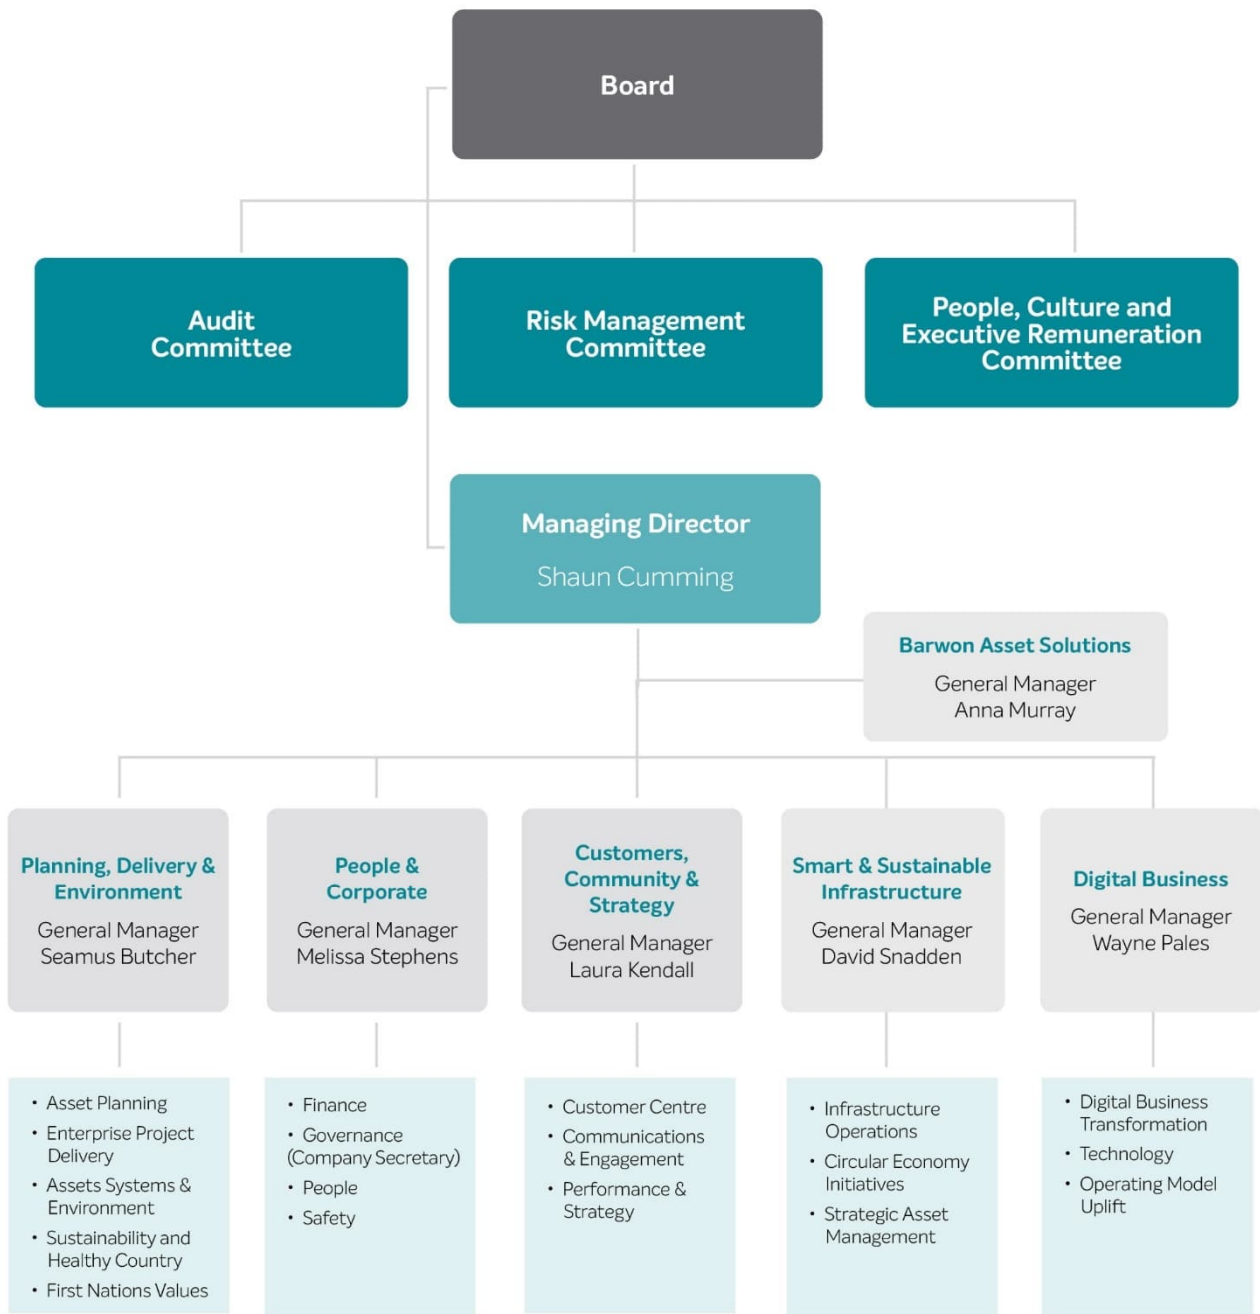 Board
Audit
Committee
Risk Management
Committee
People, Culture and
Executive Remuneration
Committee
Managing Director
Shaun Cumming
Barwon Asset Solutions
General Manager
Anna Murray
Planning, Delivery &
Environment
General Manager
Seamus Butcher
People &
Corporate
General Manager
Melissa Stephens
Customers,
Community &
Strategy
General Manager
Laura Kendall
Smart & Sustainable
Infrastructure
General Manager
David Snadden
Digital Business
General Manager
Wayne Pales
• Asset Planning
• Enterprise Project
Delivery
• Assets Systems &
Environment
• Sustainability and
Healthy Country
• First Nations Values
• Finance
• Governance
(Company Secretary)
• People
• Safety
• Customer Centre
• Communications
& Engagement
• Performance &
Strategy
• Infrastructure
Operations
• Circular Economy
Initiatives
• Strategic Asset
Management
• Digital Business
Transformation
• Technology
• Operating Model
Uplift